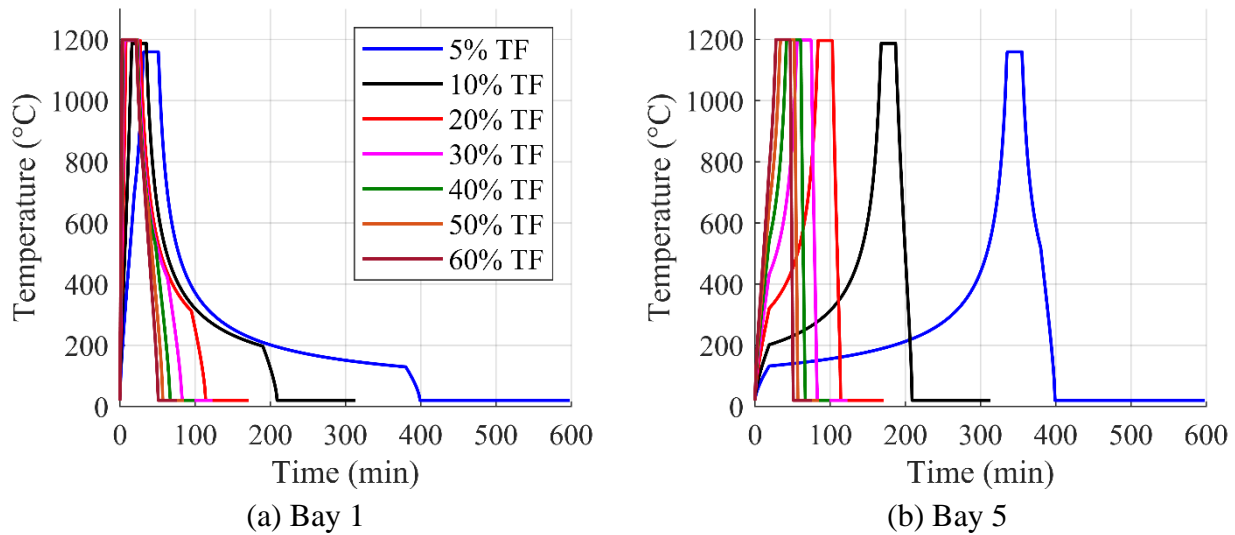 1200
1000
800
600
400
200
0
Temperature (°C)
0 100 200 300 400 500 600
Time (min)
5% TF
10% TF
20% TF
30% TF
40% TF
50% TF
60% TF
(a) Bay 1
1200
1000
800
600
400
200
0
Temperature (°C)
0 100 200 300 400 500 600
Time (min)
(b) Bay 5